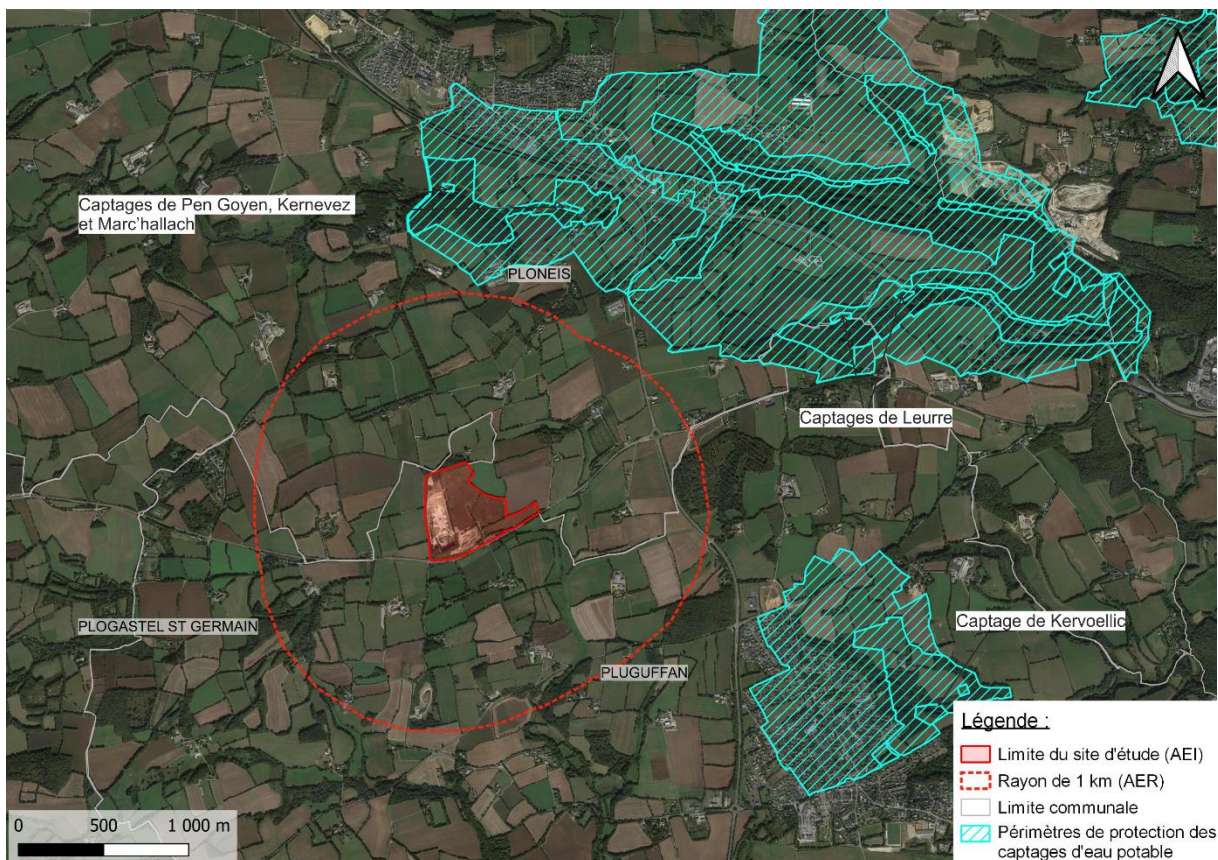 Captages de Pen Goyen, Kernevez
et Marc'hallach
PLONEIS
Captages de Leurre
PLOGASTEL ST GERMAIN
Captage de Kervoellic
PLUGUFFAN
Légende :
Limite du site d'étude (AEI)
Rayon de 1 km (AER)
Limite communale
Périmètres de protection des
captages d'eau potable
0 500 1 000 m